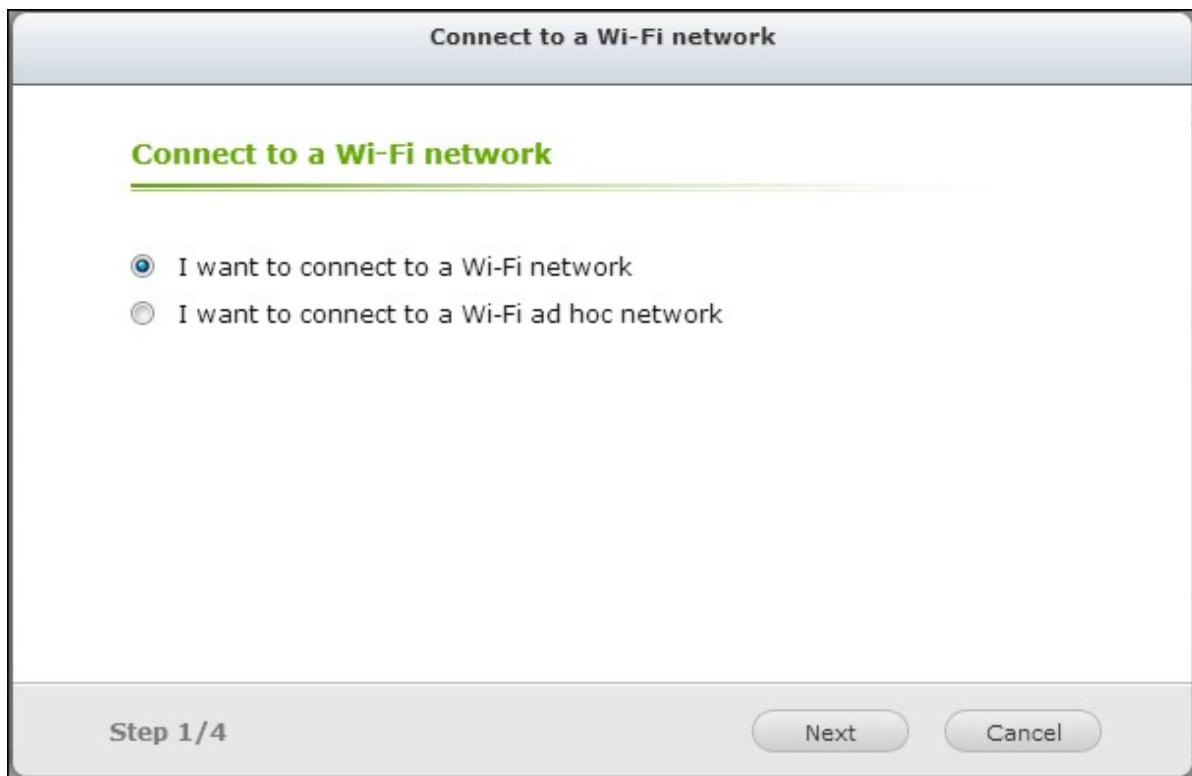 Connect to a Wi-Fi network
Connect to a Wi-Fi network
I want to connect to a Wi-Fi network
I want to connect to a Wi-Fi ad hoc network
Step 1/4
Next
Cancel